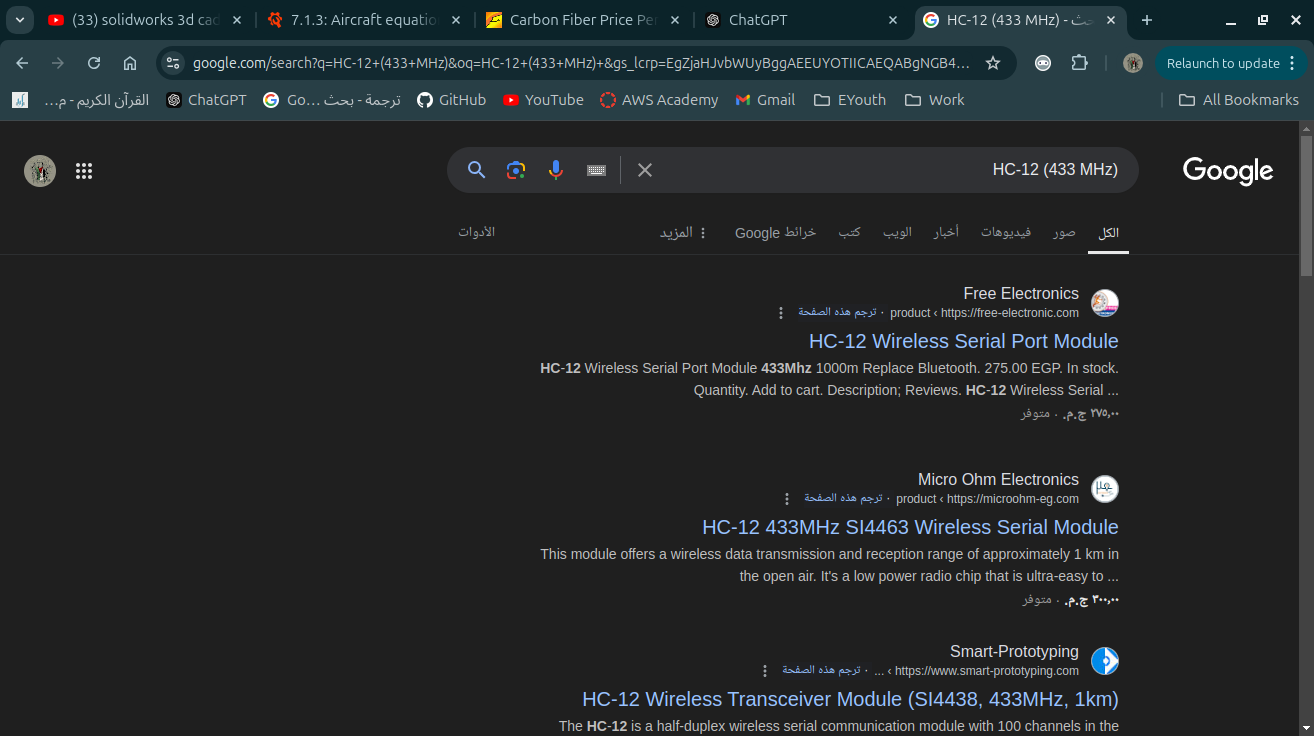 (33) solidworks 3d cad
7.1.3: Aircraft equatio
Carbon Fiber Price Per
ChatGPT
HC-12 (433 MHz) - بحث
google.com/search?q=HC-12+(433+MHz)&oq=HC-12+(433+MHz)+&gs_lcrp=EgZjaHJvbWUyBggAEEUYOTIICAEQABgNGB4...
Relaunch to update
القرآن الكريم - م...
ChatGPT
ترجمة - بحث Go...
GitHub
YouTube
AWS Academy
Gmail
EYouth
Work
All Bookmarks
HC-12 (433 MHz)
Google
الكل
صور
فيديوهات
أخبار
الويب
كتب
خرائط Google
المزيد
الأدوات
Free Electronics
https://free-electronic.com › product · ترجم هذه الصفحة
HC-12 Wireless Serial Port Module
HC-12 Wireless Serial Port Module 433Mhz 1000m Replace Bluetooth. 275.00 EGP. In stock.
Quantity. Add to cart. Description; Reviews. HC-12 Wireless Serial ...
٢٧٥,٠٠ ج.م. · متوفر
Micro Ohm Electronics
https://microohm-eg.com › product · ترجم هذه الصفحة
HC-12 433MHz SI4463 Wireless Serial Module
This module offers a wireless data transmission and reception range of approximately 1 km in
the open air. It's a low power radio chip that is ultra-easy to ...
٣٠٠,٠٠ ج.م. · متوفر
Smart-Prototyping
https://www.smart-prototyping.com › ... · ترجم هذه الصفحة
HC-12 Wireless Transceiver Module (SI4438, 433MHz, 1km)
The HC-12 is a half-duplex wireless serial communication module with 100 channels in the